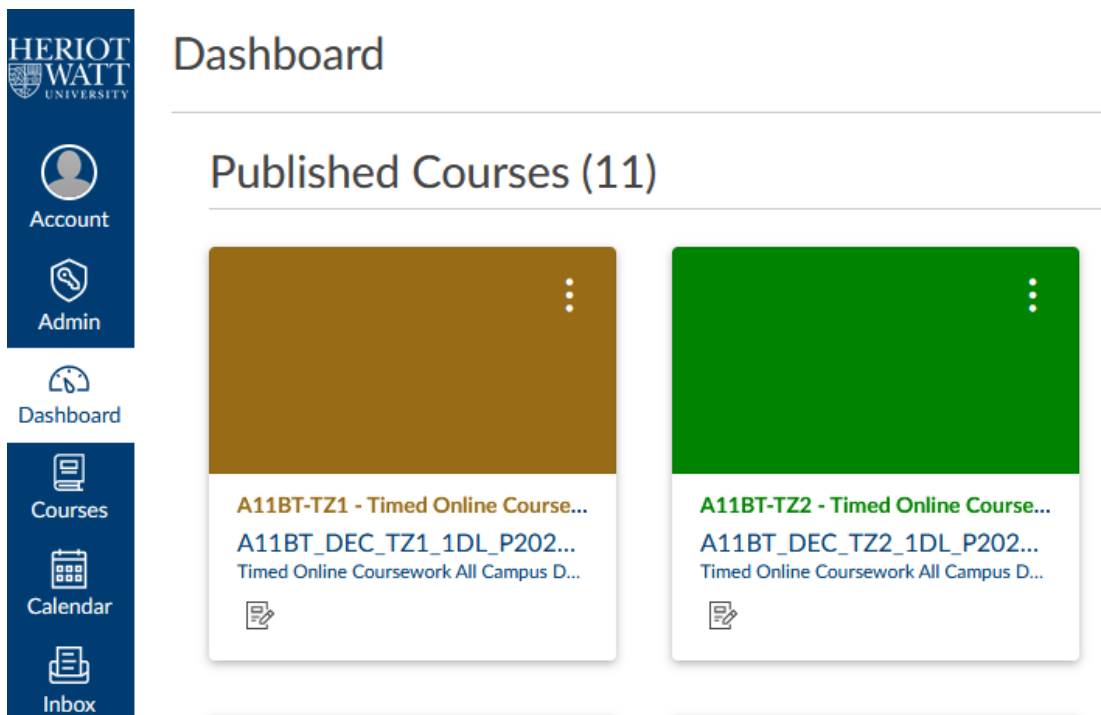 HERIOT
WATT
UNIVERSITY
Dashboard
Published Courses (11)
Account
Admin
Dashboard
Courses
Calendar
Inbox
A11BT-TZ1 - Timed Online Course...
A11BT_DEC_TZ1_1DL_P202...
Timed Online Coursework All Campus D...
A11BT-TZ2 - Timed Online Course...
A11BT_DEC_TZ2_1DL_P202...
Timed Online Coursework All Campus D...